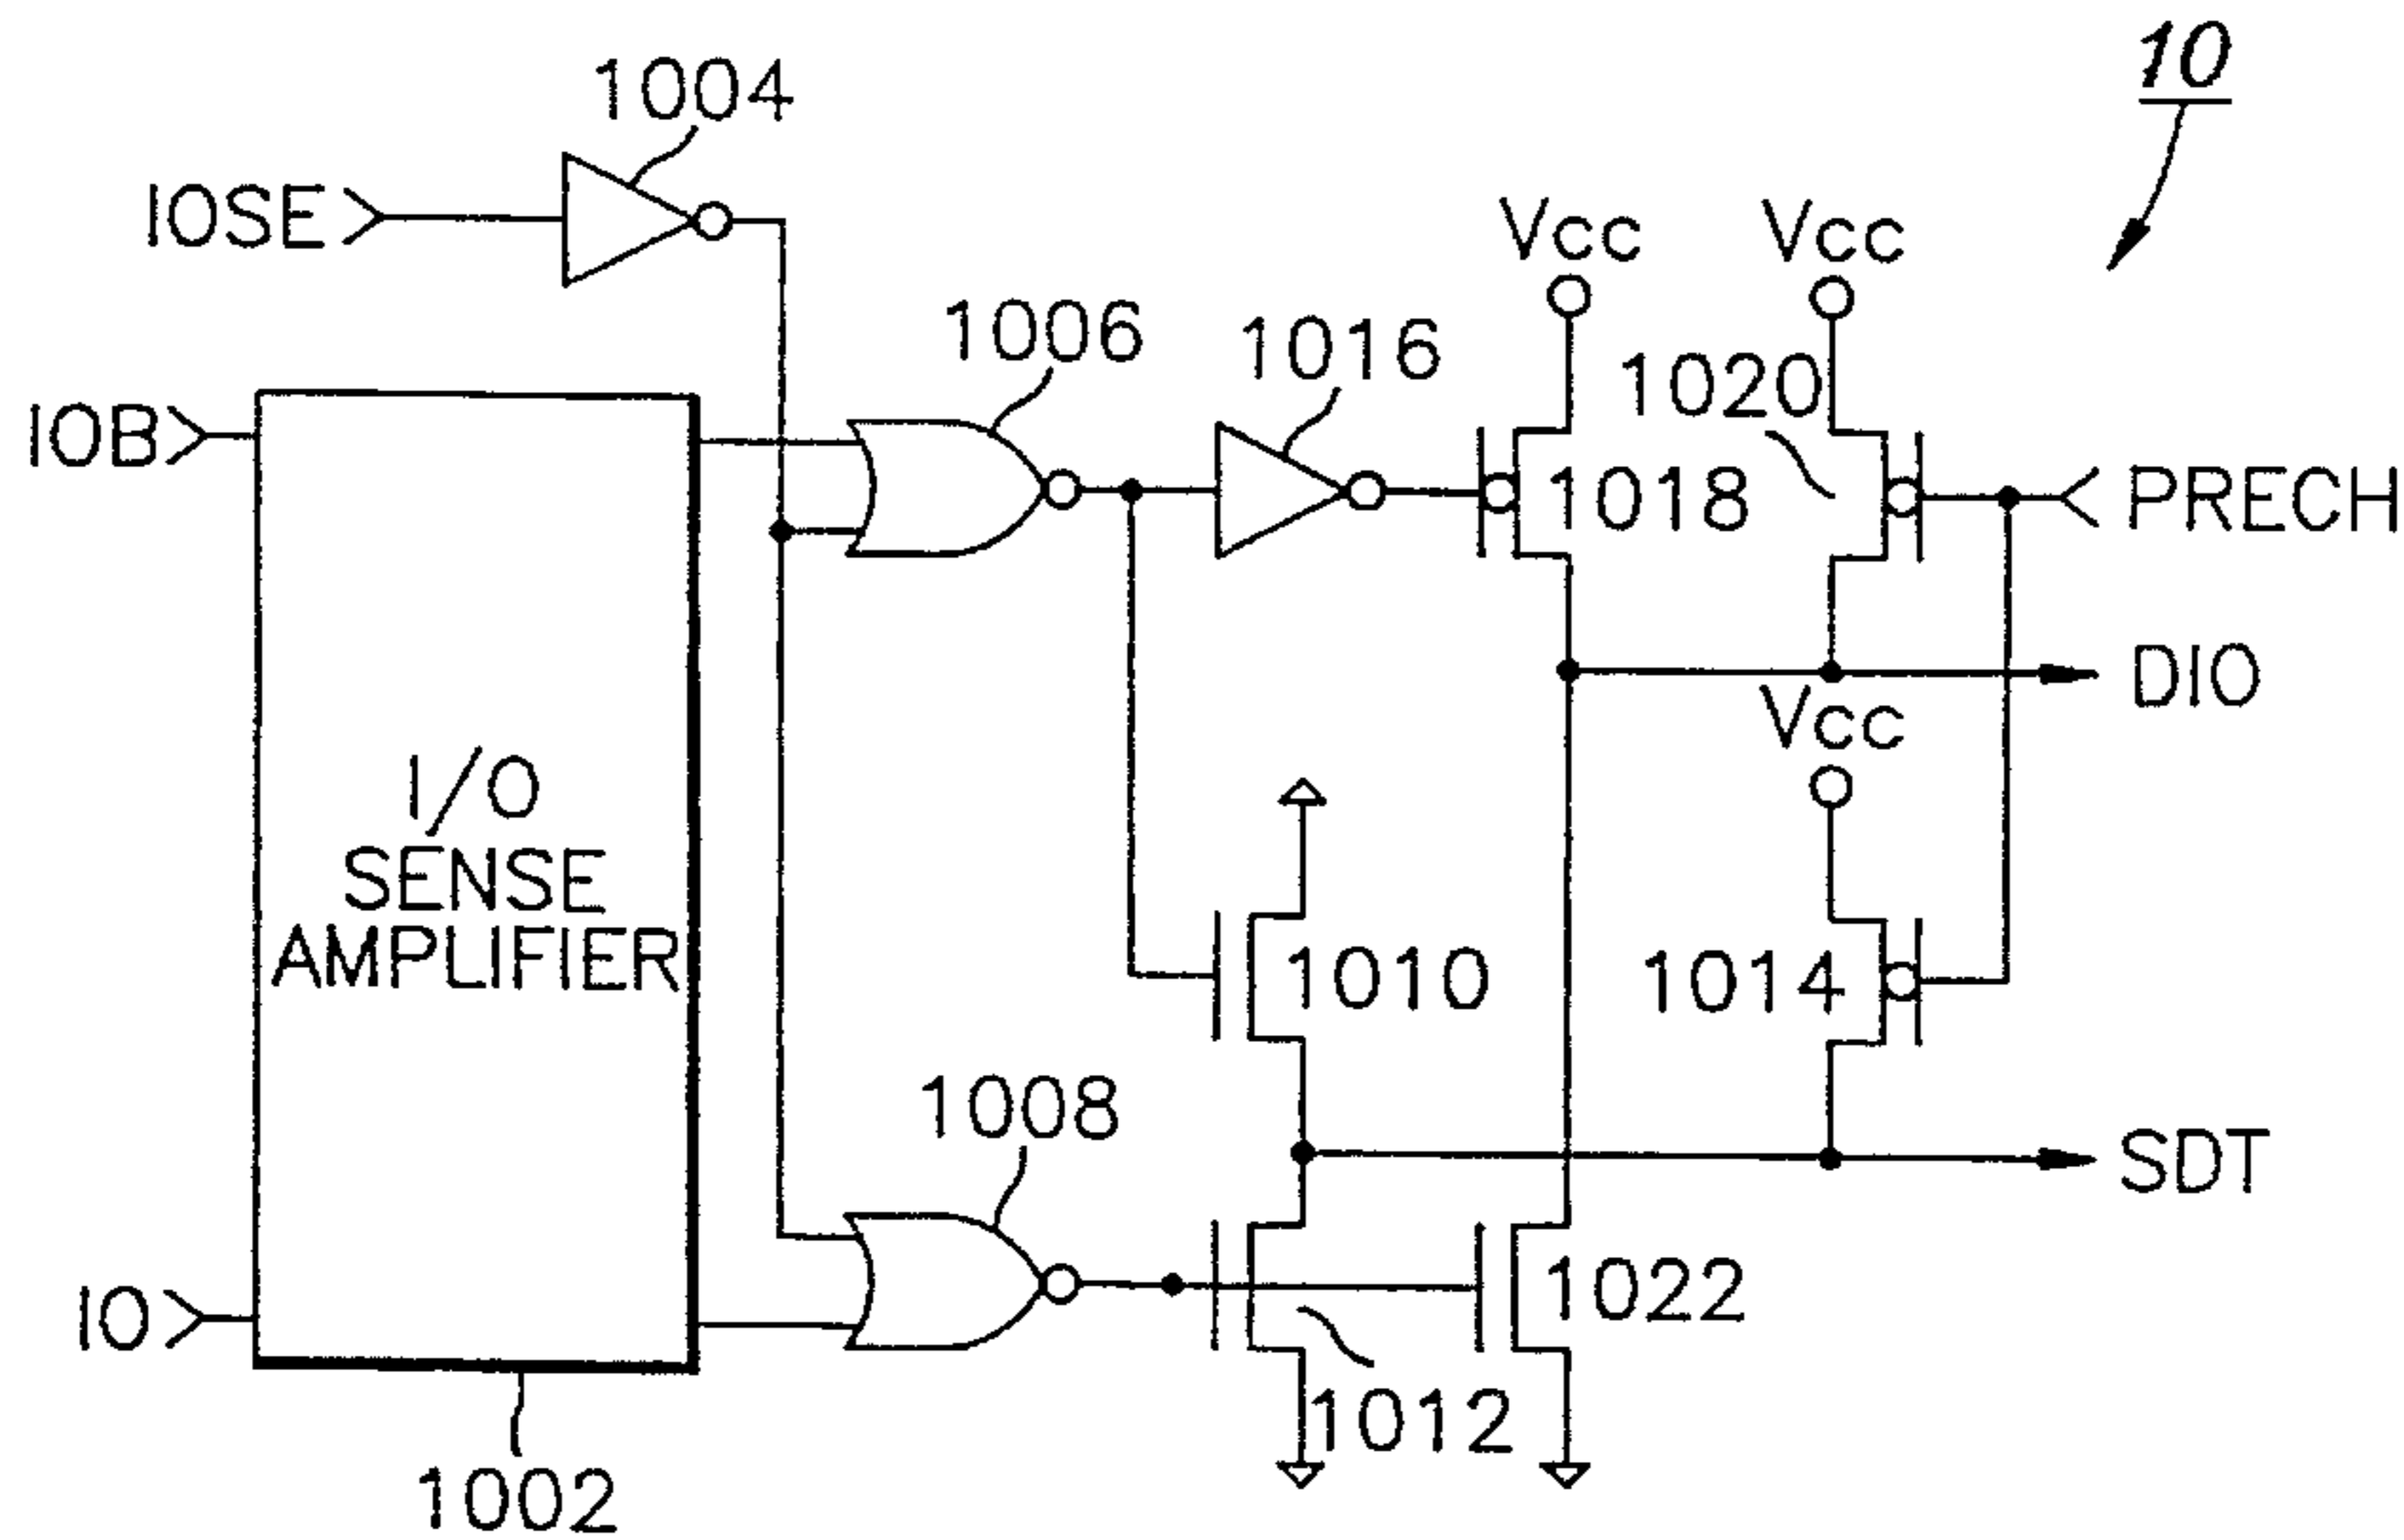 10
1004
IOSE
Vcc
Vcc
1006
1016
1020
IOB
1018
PRECH
DIO
Vcc
I/O
SENSE
AMPLIFIER
1010
1014
1008
SDT
IO
1022
1012
1002